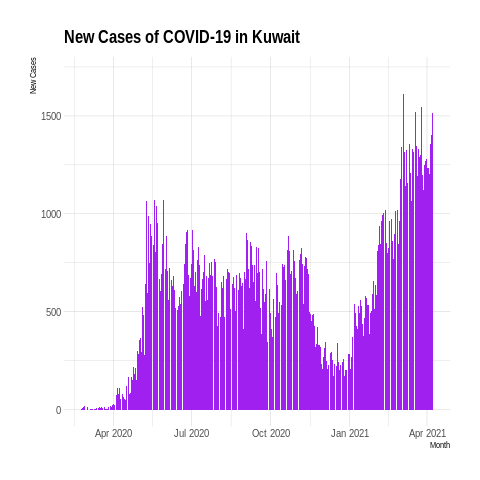 New Cases of COVID-19 in Kuwait
New Cases
1500
1000
500
0
Apr 2020 Jul 2020 Oct 2020 Jan 2021 Apr 2021
Month